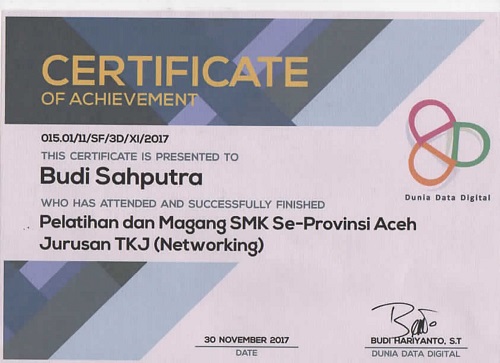 CERTIFICATE
OF ACHIEVEMENT
015.01/11/SF/3D/XI/2017
THIS CERTIFICATE IS PRESENTED TO
Budi Sahputra
WHO HAS ATTENDED AND SUCCESSFULLY FINISHED
Pelatihan dan Magang SMK Se-Provinsi Aceh
Jurusan TKJ (Networking)
Dunia Data Digital
30 NOVEMBER 2017
DATE
BUDI HARIYANTO, S.T
DUNIA DATA DIGITAL